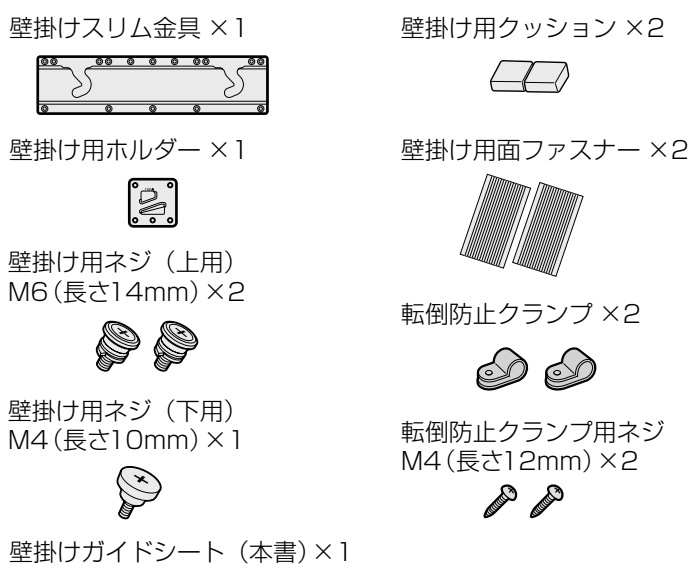 壁掛けスリム金具 ×1
壁掛け用ホルダー ×1
壁掛け用ネジ（上用）
M6（長さ14mm）×2
壁掛け用ネジ（下用）
M4（長さ10mm）×1
壁掛けガイドシート（本書）×1
壁掛け用クッション ×2
壁掛け用面ファスナー ×2
転倒防止クランプ ×2
転倒防止クランプ用ネジ
M4（長さ12mm）×2